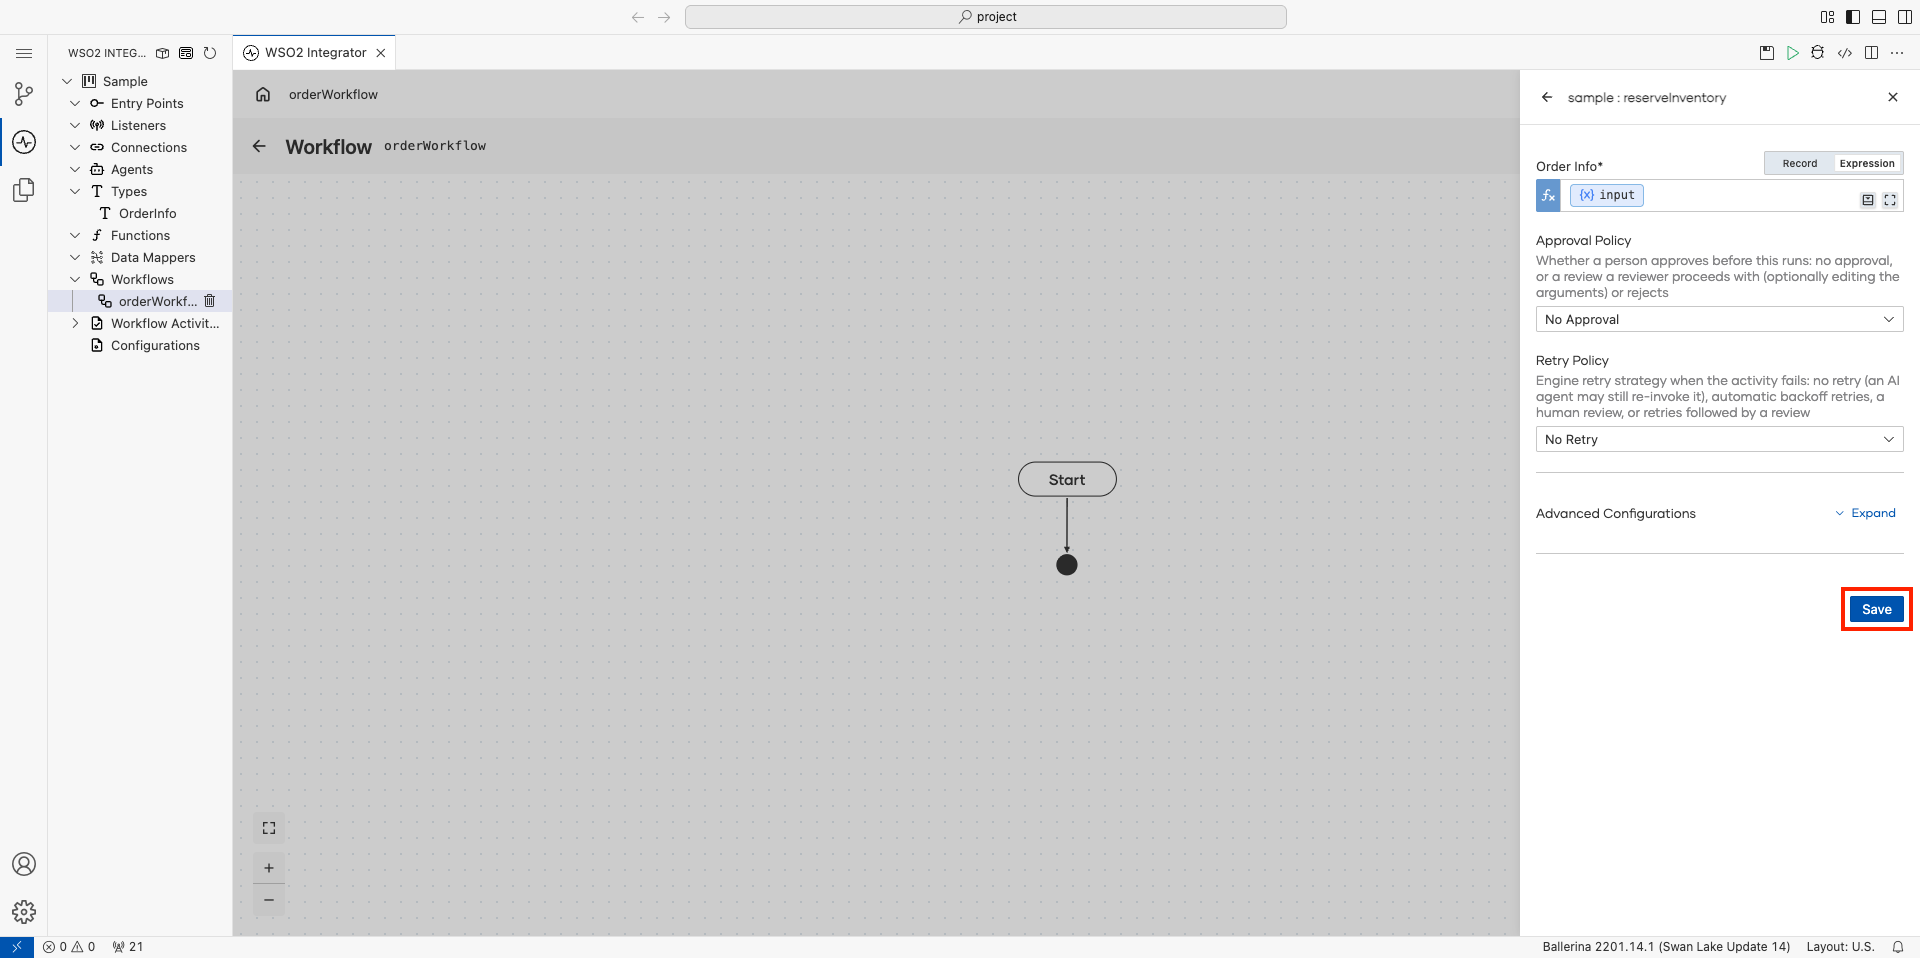 project
WSO2 INTEG...
WSO2 Integrator
Sample
Entry Points
Listeners
Connections
Agents
Types
OrderInfo
Functions
Data Mappers
Workflows
orderWorkf...
Workflow Activit...
Configurations
orderWorkflow
Workflow orderWorkflow
Start
sample : reserveInventory
Order Info*
Record Expression
fx {x} input
Approval Policy
Whether a person approves before this runs: no approval,
or a review a reviewer proceeds with (optionally editing the
arguments) or rejects
No Approval
Retry Policy
Engine retry strategy when the activity fails: no retry (an AI
agent may still re-invoke it), automatic backoff retries, a
human review, or retries followed by a review
No Retry
Advanced Configurations
Expand
Save
0 0 21
Ballerina 2201.14.1 (Swan Lake Update 14) Layout: U.S.